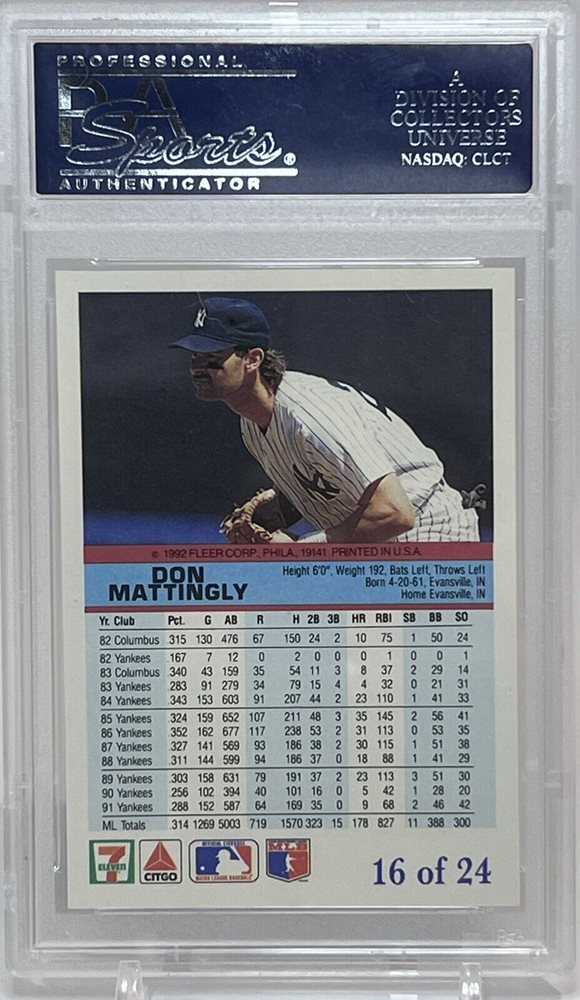 PROFESSIONAL
PSA
Sports®
AUTHENTICATOR
A
DIVISION OF
COLLECTORS
UNIVERSE
NASDAQ: CLCT
NY
NY
© 1992 FLEER CORP., PHILA., 19141 PRINTED IN U.S.A.
DON
MATTINGLY
Height 6'0", Weight 192, Bats Left, Throws Left
Born 4-20-61, Evansville, IN
Home Evansville, IN
Yr. Club Pct. G AB R H 2B 3B HR RBI SB BB SO
82 Columbus .315 130 476 67 150 24 2 10 75 1 50 24
82 Yankees .167 7 12 0 2 0 0 0 1 0 0 1
83 Columbus .340 43 159 35 54 11 3 8 37 2 29 14
83 Yankees .283 91 279 34 79 15 4 4 32 0 21 31
84 Yankees .343 153 603 91 207 44 2 23 110 1 41 33
85 Yankees .324 159 652 107 211 48 3 35 145 2 56 41
86 Yankees .352 162 677 117 238 53 2 31 113 0 53 35
87 Yankees .327 141 569 93 186 38 2 30 115 1 51 38
88 Yankees .311 144 599 94 186 37 0 18 88 1 41 29
89 Yankees .303 158 631 79 191 37 2 23 113 3 51 30
90 Yankees .256 102 394 40 101 16 0 5 42 1 28 20
91 Yankees .288 152 587 64 169 35 0 9 68 2 46 42
ML Totals .314 1269 5003 719 1570 323 15 178 827 11 388 300
7
ELEVEN
CITGO
MAJOR LEAGUE BASEBALL
16 of 24